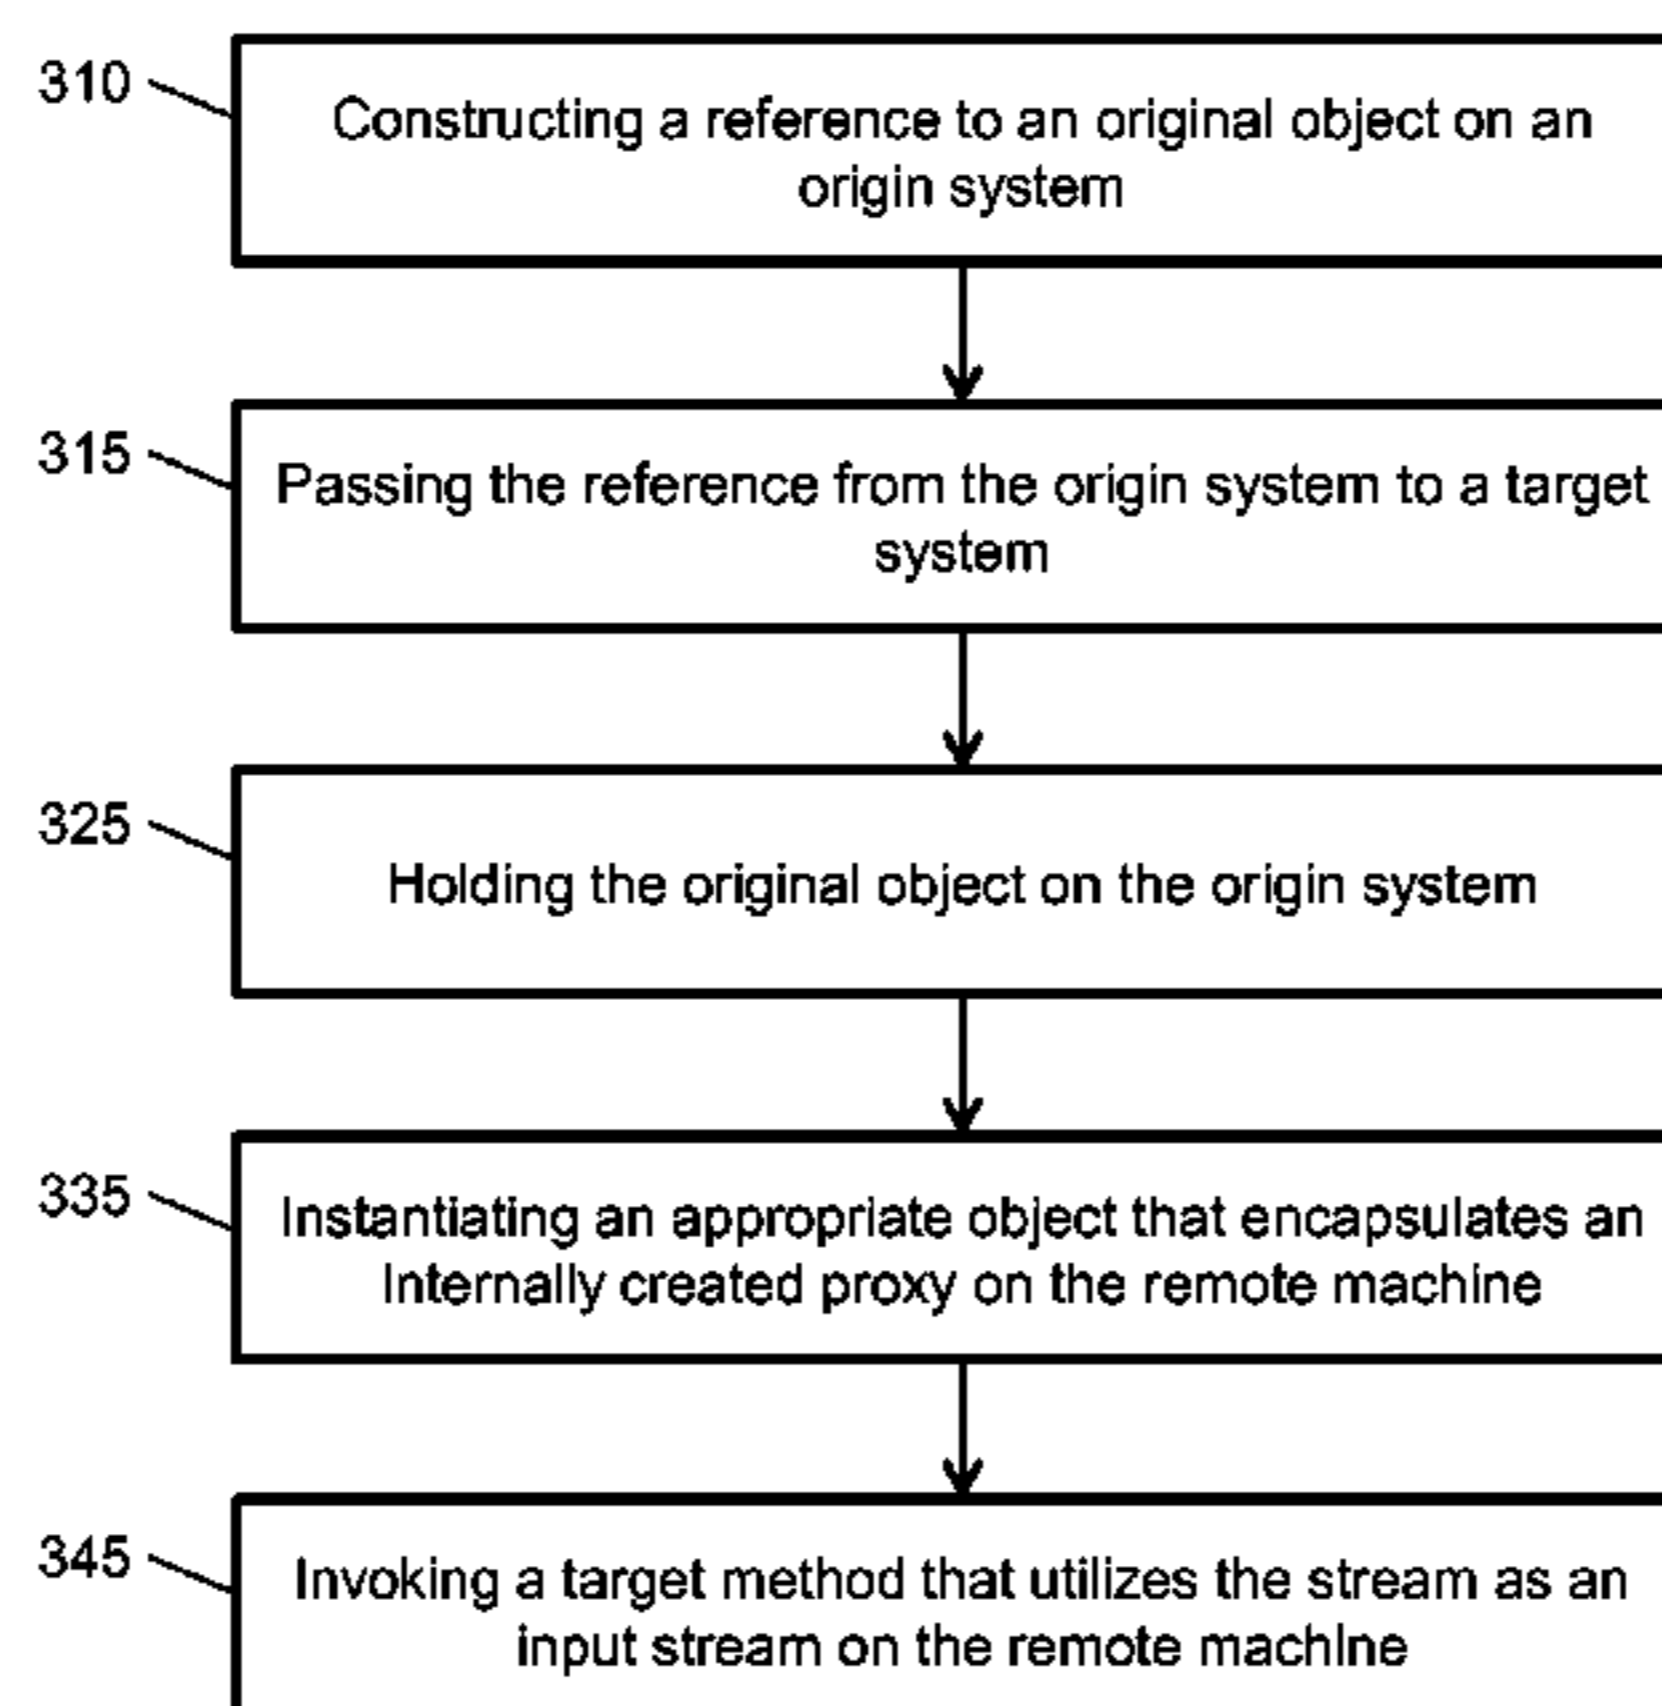 310
Constructing a reference to an original object on an
origin system
315
Passing the reference from the origin system to a target
system
325
Holding the original object on the origin system
335
Instantiating an appropriate object that encapsulates an
Internally created proxy on the remote machine
345
Invoking a target method that utilizes the stream as an
input stream on the remote machine